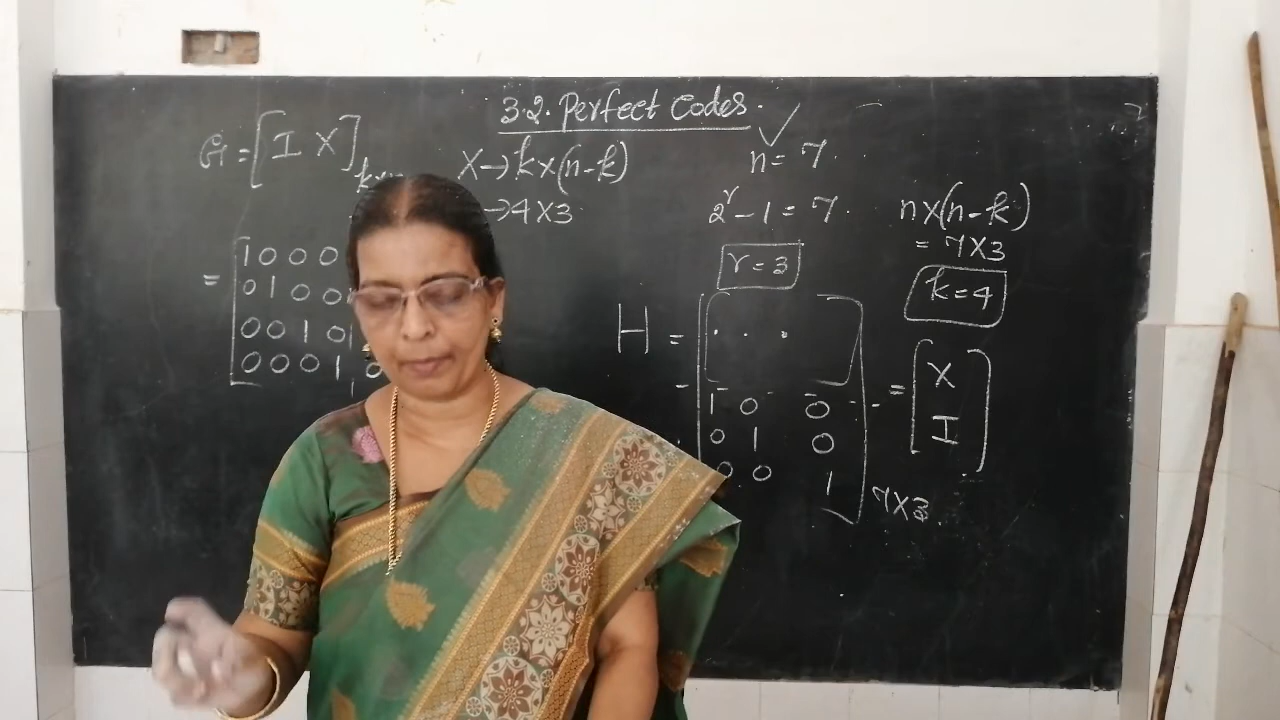 3.2. Perfect Codes.
G = [I X]
X → k×(n-k)
→ 4×3
n = 7.
2^r - 1 = 7.
r = 3
n×(n-k)
= 7×3
k = 4
=
1 0 0 0
0 1 0 0
0 0 1 0
0 0 0 1 0
H =
. . .
1 0 0
0 1 0
0 0 1
7×3
= [X
I]